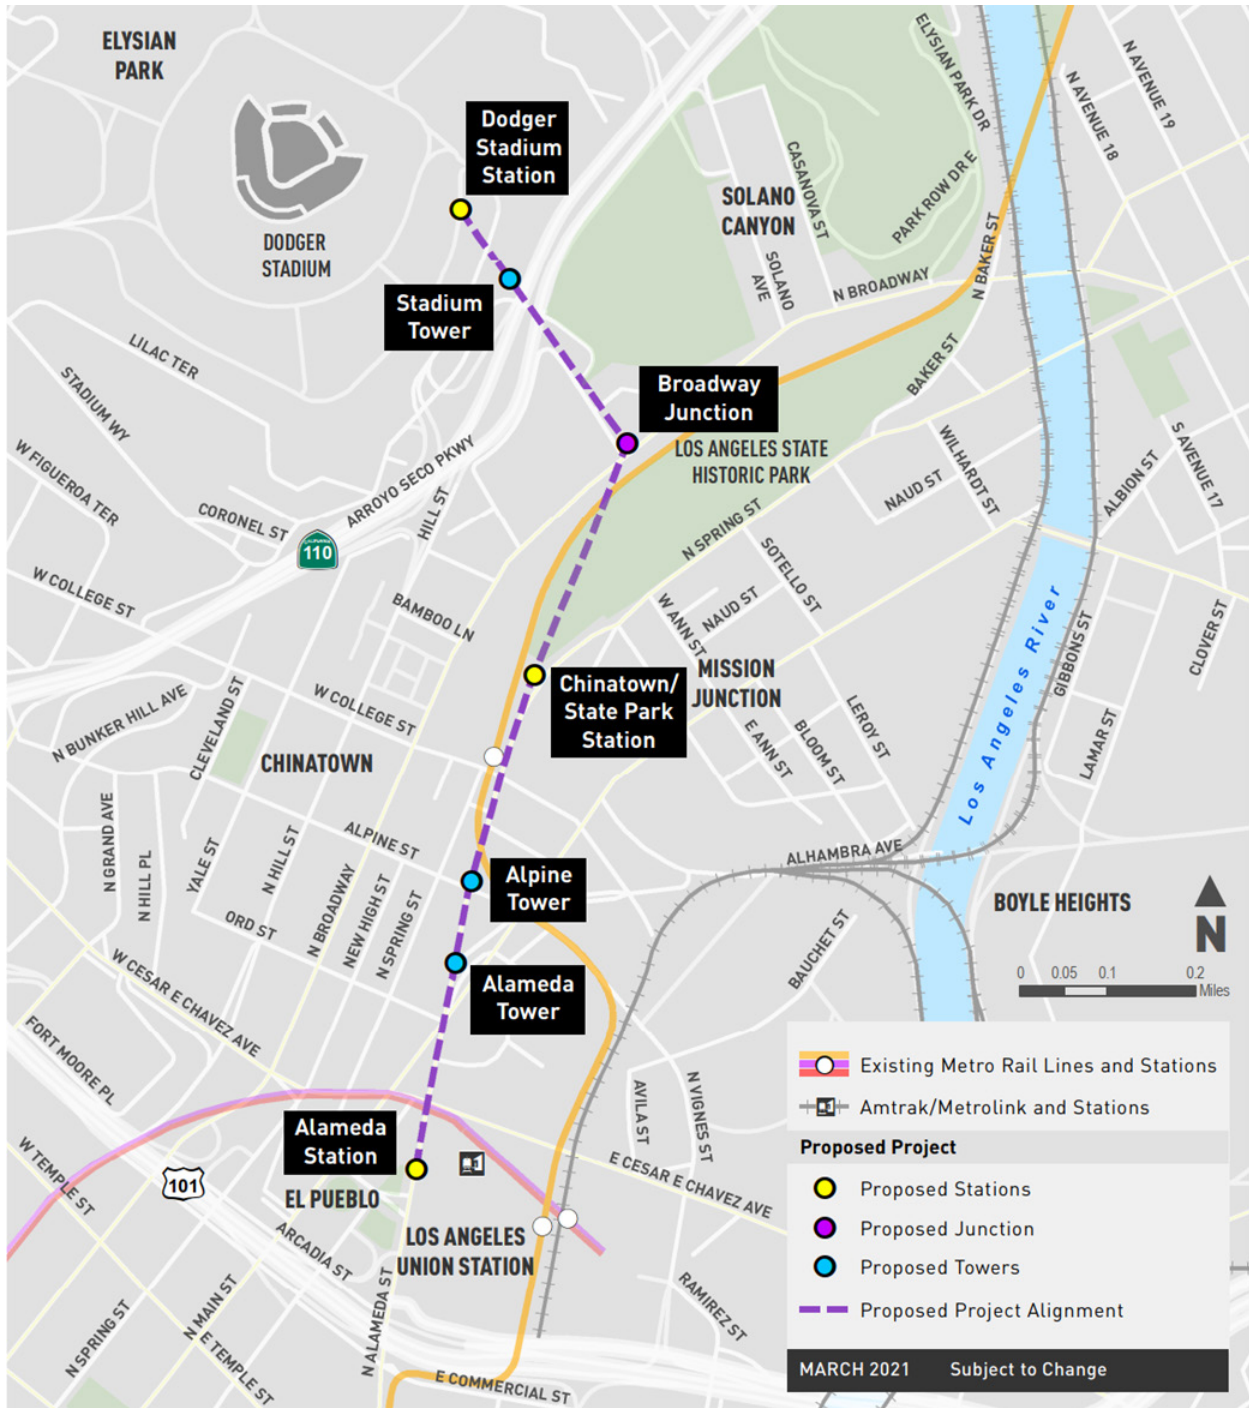 ELYSIAN
PARK
Dodger
Stadium
Station
DODGER
STADIUM
Stadium
Tower
SOLANO
CANYON
CASANOVA ST
SOLANO
AVE
PARK ROW DR E
ELYSIAN PARK DR
N AVENUE 19
N AVENUE 18
N BROADWAY
N BAKER ST
BAKER ST
LILAC TER
STADIUM WY
W FIGUEROA TER
CORONEL ST
ARROYO SECO PKWY
HILL ST
CALIFORNIA
110
Broadway
Junction
LOS ANGELES STATE
HISTORIC PARK
WILHARDT ST
NAUD ST
ALBION ST
S AVENUE 17
N SPRING ST
SOTELLO ST
W COLLEGE ST
BAMBOO LN
W ANN ST
NAUD ST
MISSION
JUNCTION
Los Angeles River
GIBBONS ST
CLOVER ST
LAMAR ST
Chinatown/
State Park
Station
LEROY ST
BLOOM ST
E ANN ST
N BUNKER HILL AVE
CLEVELAND ST
W COLLEGE ST
CHINATOWN
N GRAND AVE
N HILL PL
YALE ST
N HILL ST
ALPINE ST
ALHAMBRA AVE
Alpine
Tower
BOYLE HEIGHTS
N
ORD ST
N BROADWAY
NEW HIGH ST
N SPRING ST
BAUCHET ST
0 0.05 0.1 0.2
Miles
W CESAR E CHAVEZ AVE
Alameda
Tower
FORT MOORE PL
AVILA ST
N VIGNES ST
Alameda
Station
W TEMPLE ST
101
EL PUEBLO
E CESAR E CHAVEZ AVE
LOS ANGELES
UNION STATION
ARCADIA ST
N MAIN ST
N SPRING ST
E TEMPLE ST
N ALAMEDA ST
RAMIREZ ST
E COMMERCIAL ST
Existing Metro Rail Lines and Stations
Amtrak/Metrolink and Stations
Proposed Project
Proposed Stations
Proposed Junction
Proposed Towers
Proposed Project Alignment
MARCH 2021 Subject to Change